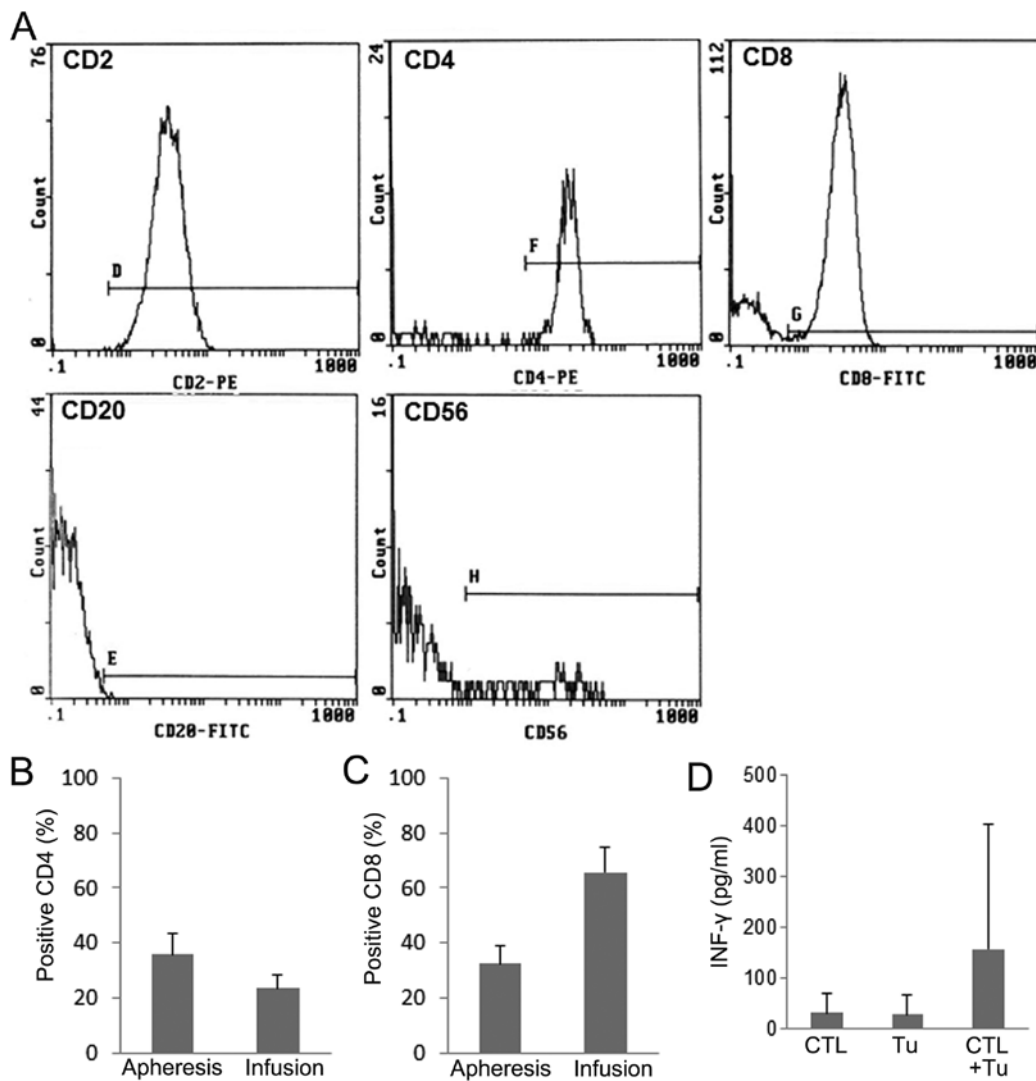 A
CD2
76
Count
0
D
.1
1000
CD2-PE
CD4
24
Count
0
F
.1
1000
CD4-PE
CD8
112
Count
0
G
.1
1000
CD8-FITC
CD20
44
Count
0
E
.1
1000
CD20-FITC
CD56
16
Count
0
H
.1
1000
CD56
B
Positive CD4 (%)
100
80
60
40
20
0
Apheresis
Infusion
C
Positive CD8 (%)
100
80
60
40
20
0
Apheresis
Infusion
D
INF-γ (pg/ml)
500
400
300
200
100
0
CTL
Tu
CTL
+Tu